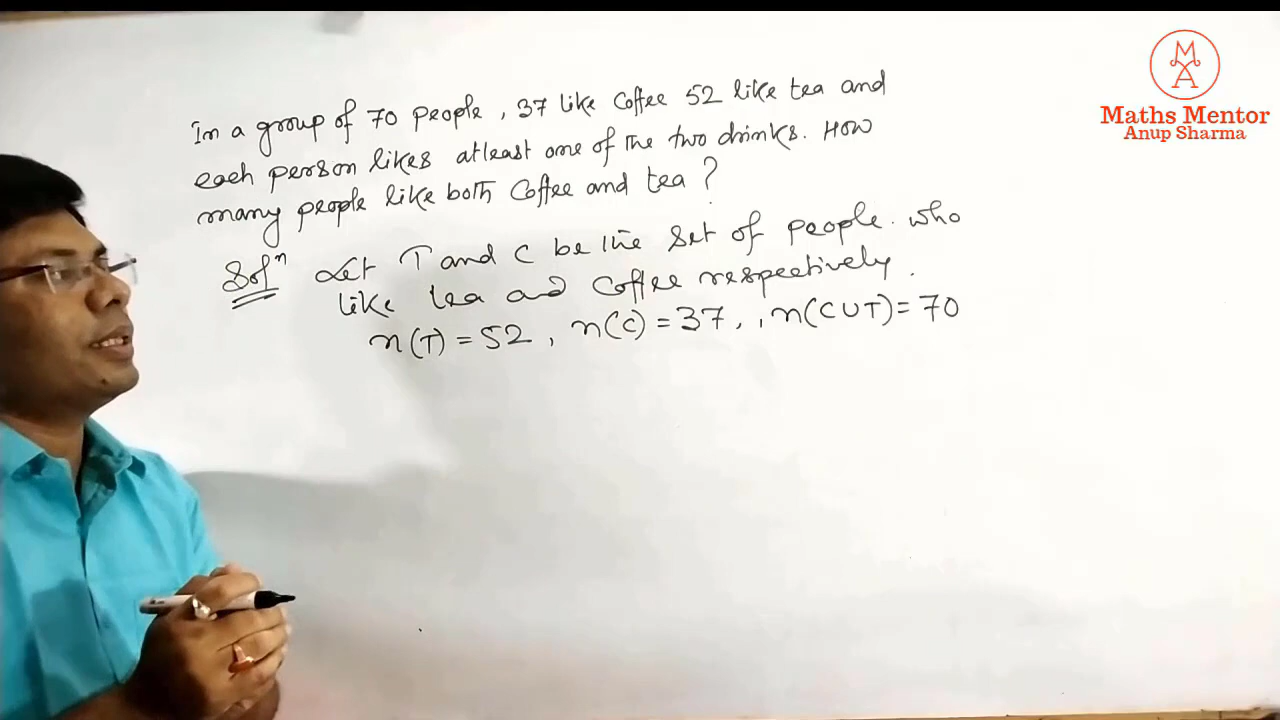 In a group of 70 people, 37 like Coffee 52 like tea and
each person likes atleast one of the two drinks. How
many people like both Coffee and tea?
Solⁿ Let T and C be the set of people. who
like tea and Coffee respectively.
n(T) = 52, n(C) = 37, , n(C∪T) = 70
MA
Maths Mentor
Anup Sharma